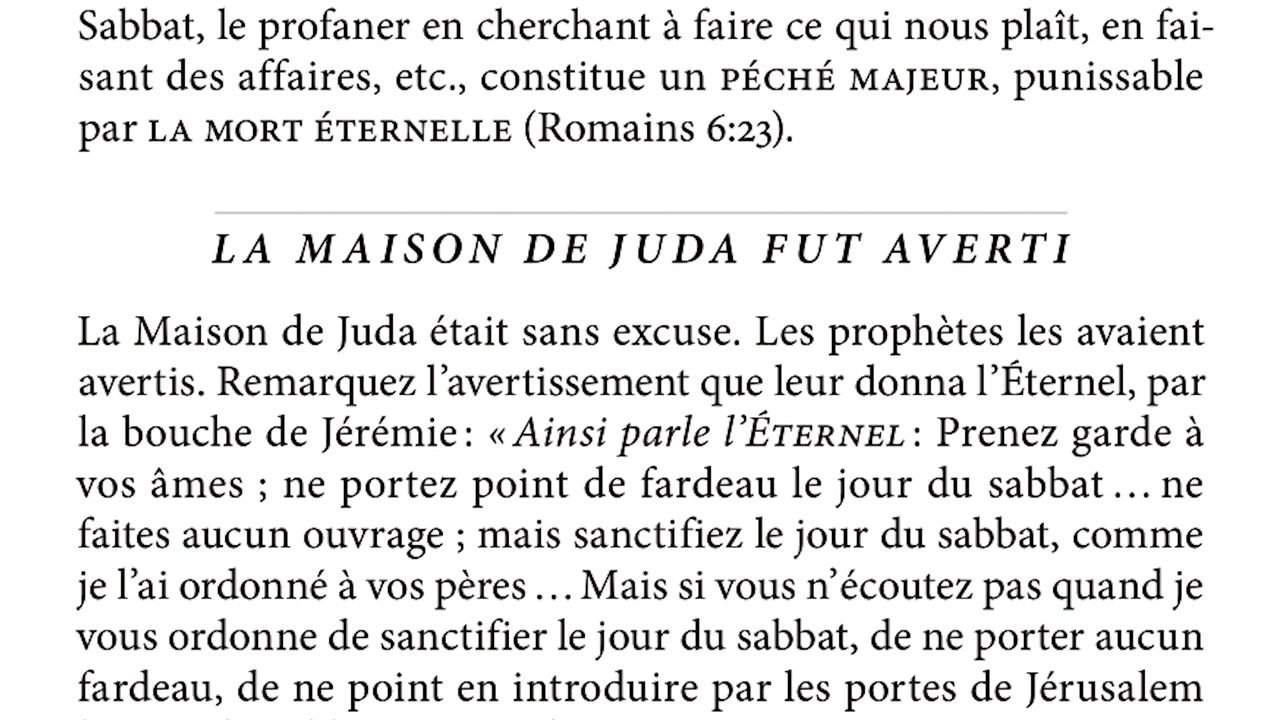 Sabbat, le profaner en cherchant à faire ce qui nous plaît, en fai-
sant des affaires, etc., constitue un PÉCHÉ MAJEUR, punissable
par LA MORT ÉTERNELLE (Romains 6:23).
LA MAISON DE JUDA FUT AVERTI
La Maison de Juda était sans excuse. Les prophètes les avaient
avertis. Remarquez l’avertissement que leur donna l’Éternel, par
la bouche de Jérémie : « Ainsi parle l’ÉTERNEL : Prenez garde à
vos âmes ; ne portez point de fardeau le jour du sabbat … ne
faites aucun ouvrage ; mais sanctifiez le jour du sabbat, comme
je l’ai ordonné à vos pères … Mais si vous n’écoutez pas quand je
vous ordonne de sanctifier le jour du sabbat, de ne porter aucun
fardeau, de ne point en introduire par les portes de Jérusalem